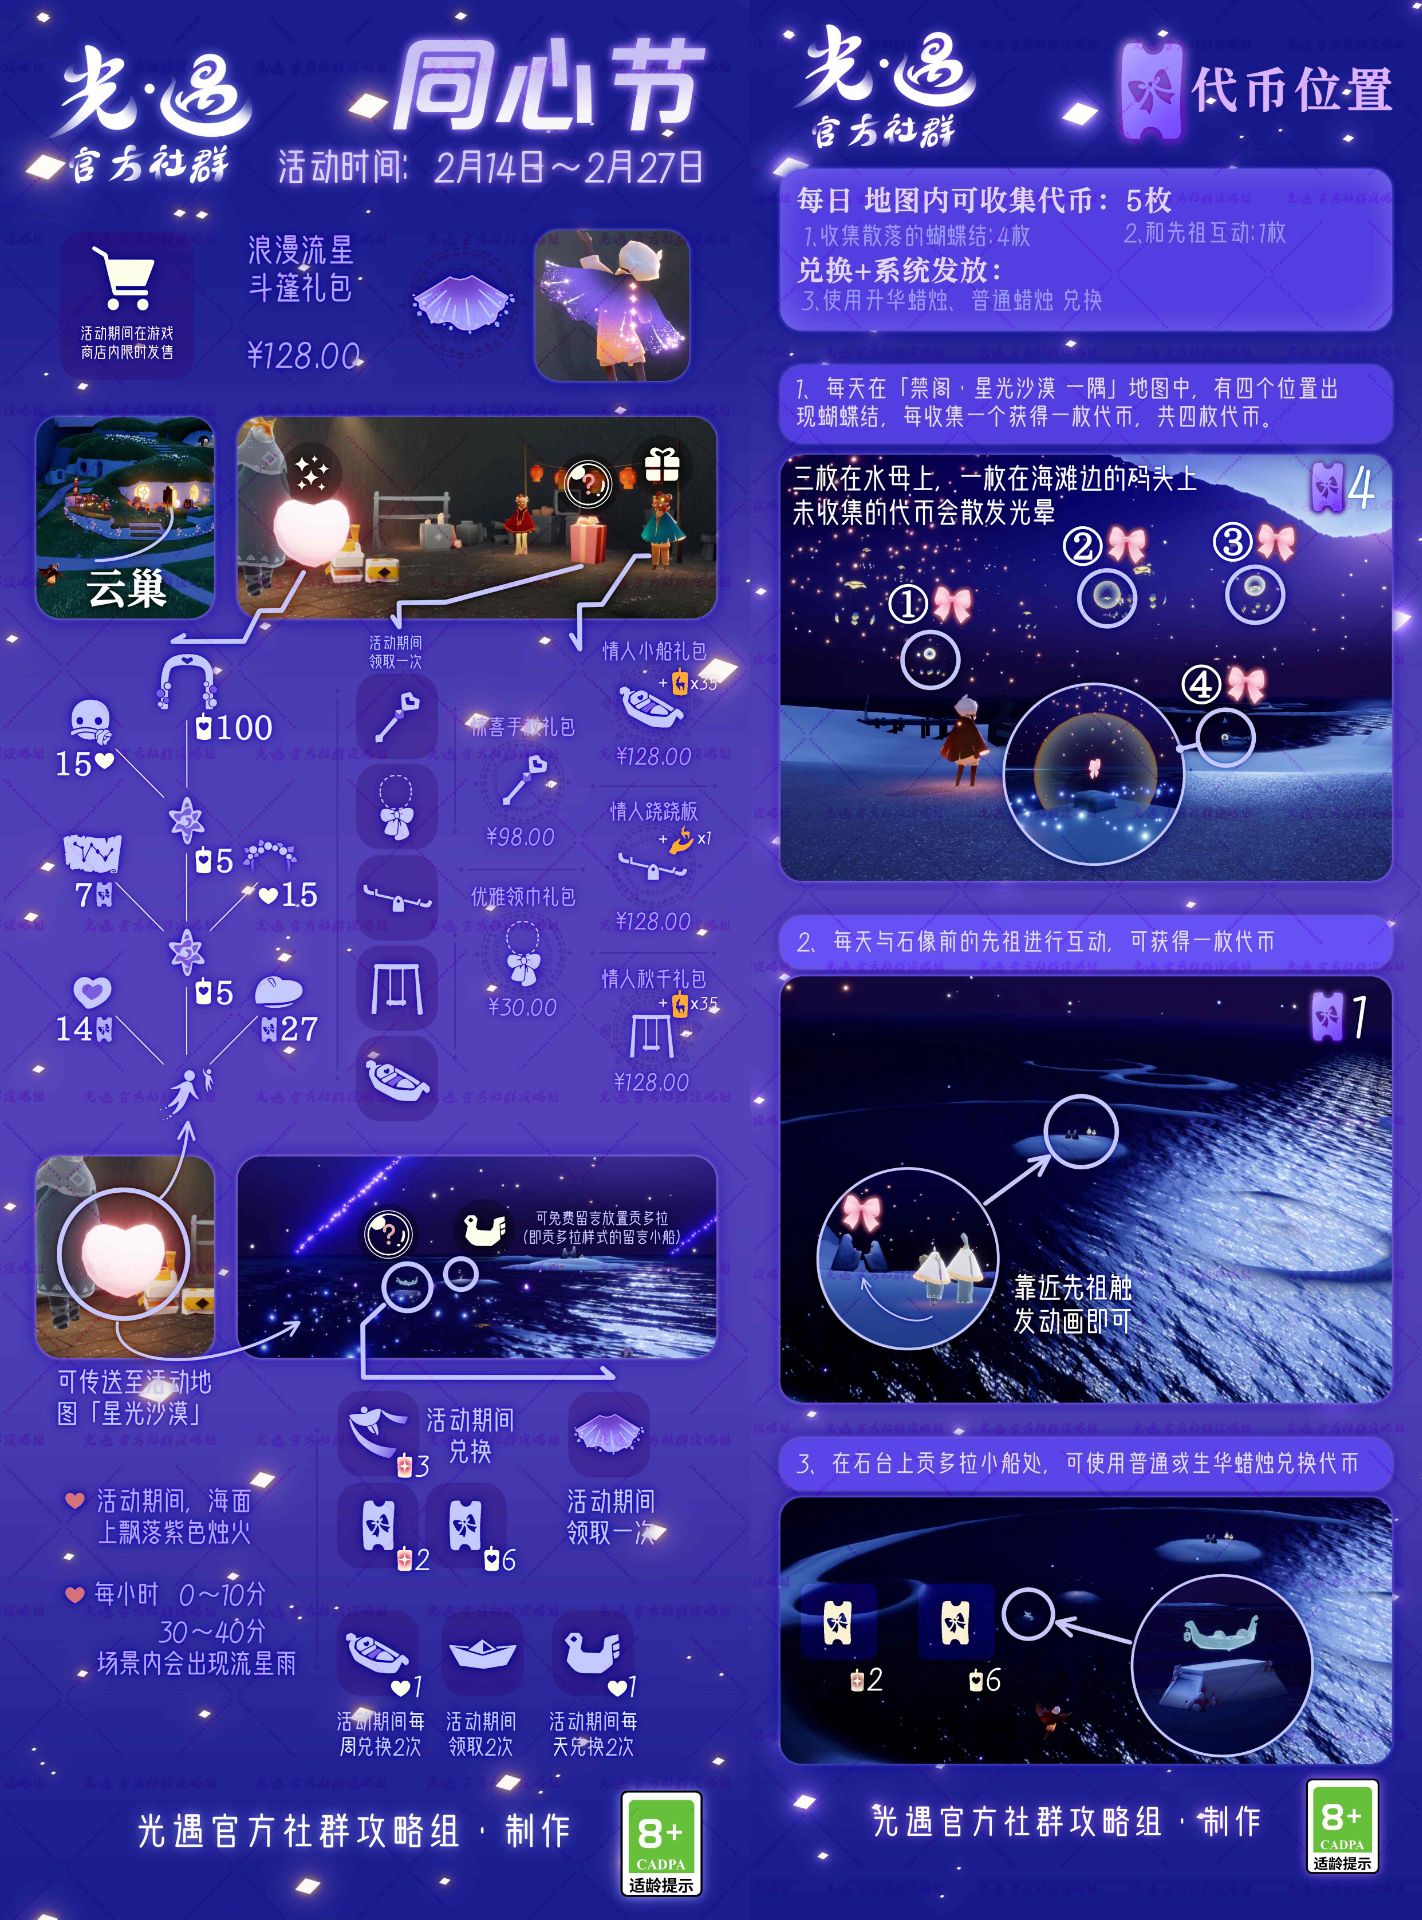 光·遇
官方社群
同心节
活动时间：2月14日～2月27日
活动期间在游戏
商店内限时发售
浪漫流星
斗篷礼包
¥128.00
云巢
活动期间
领取一次
100
15
5
7
15
5
14
27
惊喜手杖礼包
¥98.00
优雅领巾礼包
¥30.00
情人小船礼包
+ x35
¥128.00
情人跷跷板
+ x1
¥128.00
情人秋千礼包
+ x35
¥128.00
可免费留言放置贡多拉
(即贡多拉样式的留言小船)
可传送至活动地
图「星光沙漠」
活动期间，海面
上飘落紫色烛火
每小时 0～10分
30～40分
场景内会出现流星雨
3
活动期间
兑换
2
6
活动期间
领取一次
1
活动期间每
周兑换2次
活动期间
领取2次
1
活动期间每
天兑换2次
光遇官方社群攻略组·制作
8+
CADPA
适龄提示
光·遇
官方社群
代币位置
每日 地图内可收集代币：5枚
1、收集散落的蝴蝶结：4枚
2、和先祖互动：1枚
兑换+系统发放：
3、使用升华蜡烛、普通蜡烛 兑换
1、每天在「禁阁·星光沙漠 一隅」地图中，有四个位置出
现蝴蝶结，每收集一个获得一枚代币，共四枚代币。
三枚在水母上，一枚在海滩边的码头上
未收集的代币会散发光晕
4
①
②
③
④
2、每天与石像前的先祖进行互动，可获得一枚代币
1
靠近先祖触
发动画即可
3、在石台上贡多拉小船处，可使用普通或生华蜡烛兑换代币
2
6
光遇官方社群攻略组·制作
8+
CADPA
适龄提示